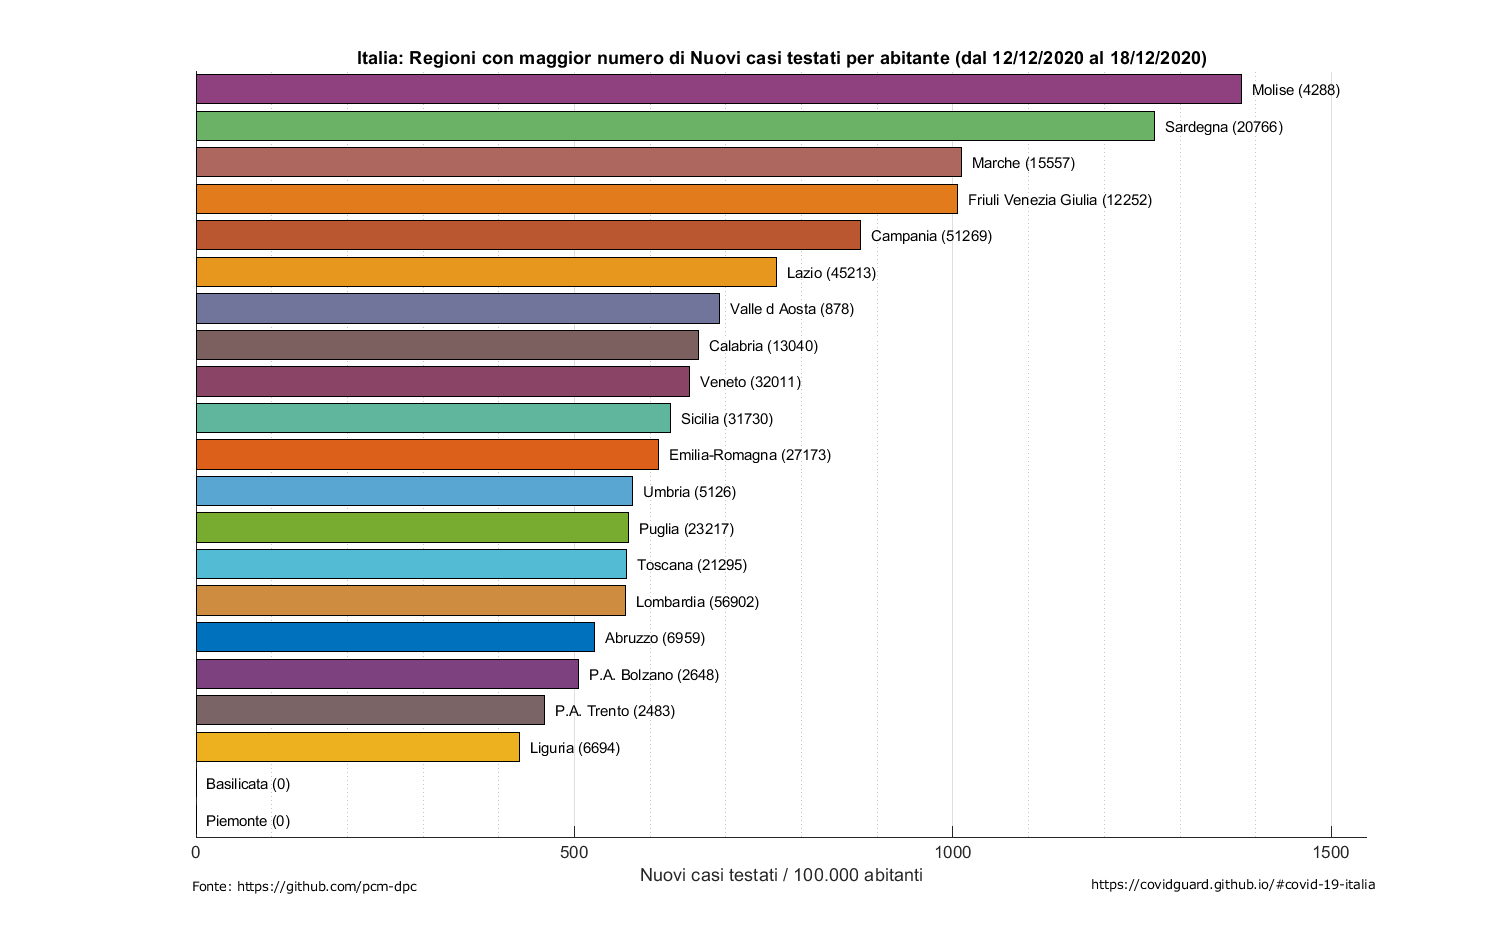 Italia: Regioni con maggior numero di Nuovi casi testati per abitante (dal 12/12/2020 al 18/12/2020)
Molise (4288)
Sardegna (20766)
Marche (15557)
Friuli Venezia Giulia (12252)
Campania (51269)
Lazio (45213)
Valle d Aosta (878)
Calabria (13040)
Veneto (32011)
Sicilia (31730)
Emilia-Romagna (27173)
Umbria (5126)
Puglia (23217)
Toscana (21295)
Lombardia (56902)
Abruzzo (6959)
P.A. Bolzano (2648)
P.A. Trento (2483)
Liguria (6694)
Basilicata (0)
Piemonte (0)
0 500 1000 1500
Nuovi casi testati / 100.000 abitanti
Fonte: https://github.com/pcm-dpc
https://covidguard.github.io/#covid-19-italia